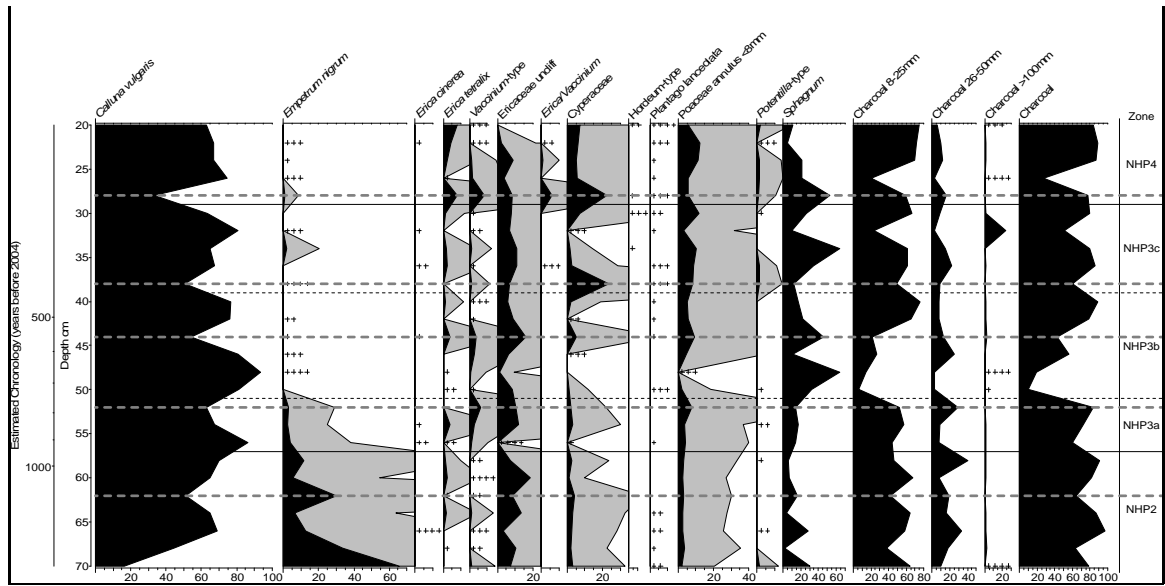 Calluna vulgaris
Empetrum nigrum
Erica cinerea
Erica tetralix
Vaccinium-type
Ericaceae undiff
Erica/Vaccinium
Cyperaceae
Hordeum-type
Plantago lanceolata
Poaceae annulus <8mm
Potentilla-type
Sphagnum
Charcoal 8-25mm
Charcoal 26-50mm
Charcoal >100mm
Charcoal
Zone
Estimated Chronology (years before 2004)
500
1000
Depth cm
20
25
30
35
40
45
50
55
60
65
70
NHP4
NHP3c
NHP3b
NHP3a
NHP2
20 40 60 80 100
20 40 60
20
20
20 40
20 40 60
20 40 60 80
20 40
20 40 60 80 100